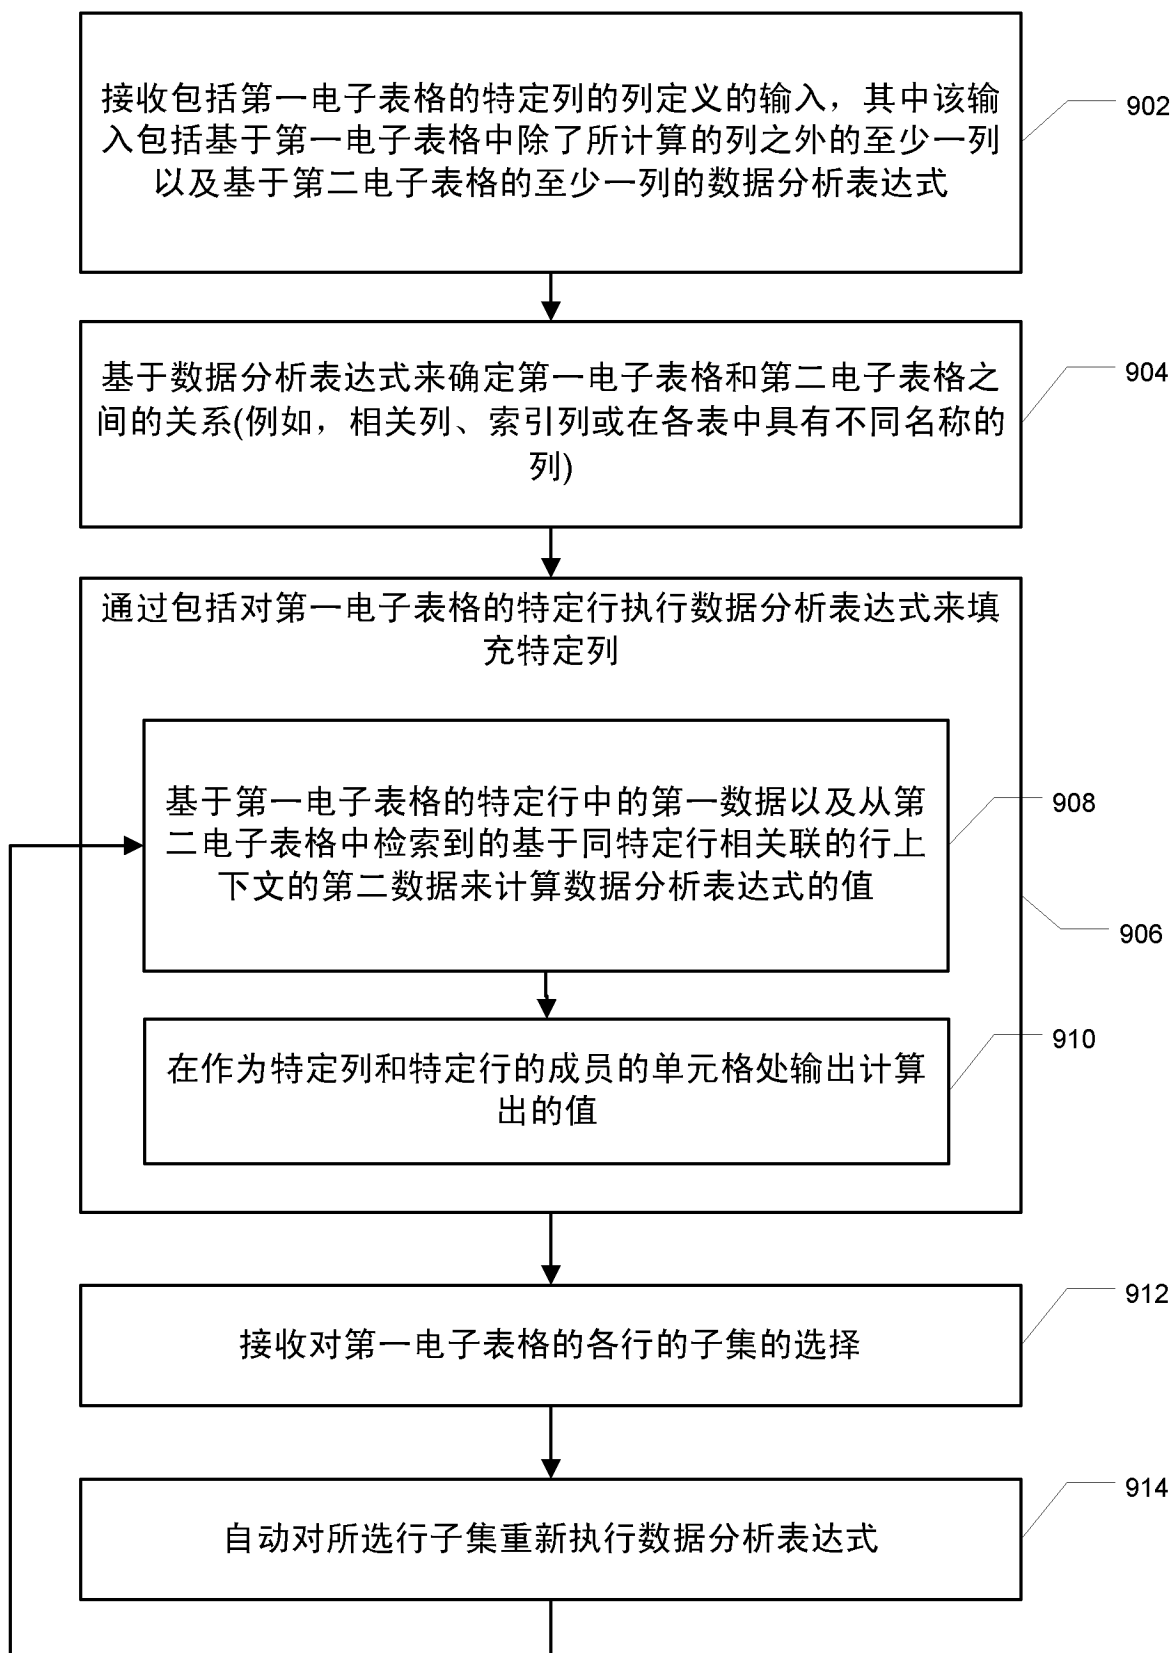 接收包括第一电子表格的特定列的列定义的输入，其中该输
入包括基于第一电子表格中除了所计算的列之外的至少一列
以及基于第二电子表格的至少一列的数据分析表达式
902
基于数据分析表达式来确定第一电子表格和第二电子表格之
间的关系(例如，相关列、索引列或在各表中具有不同名称的
列)
904
通过包括对第一电子表格的特定行执行数据分析表达式来填
充特定列
基于第一电子表格的特定行中的第一数据以及从第
二电子表格中检索到的基于同特定行相关联的行上
下文的第二数据来计算数据分析表达式的值
908
906
在作为特定列和特定行的成员的单元格处输出计算
出的值
910
接收对第一电子表格的各行的子集的选择
912
自动对所选行子集重新执行数据分析表达式
914